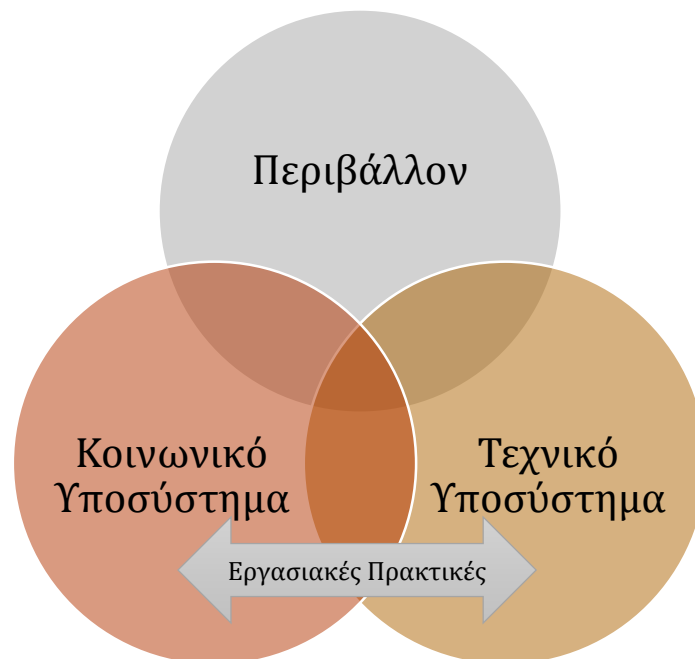 Περιβάλλον
Κοινωνικό
Υποσύστημα
Τεχνικό
Υποσύστημα
Εργασιακές Πρακτικές